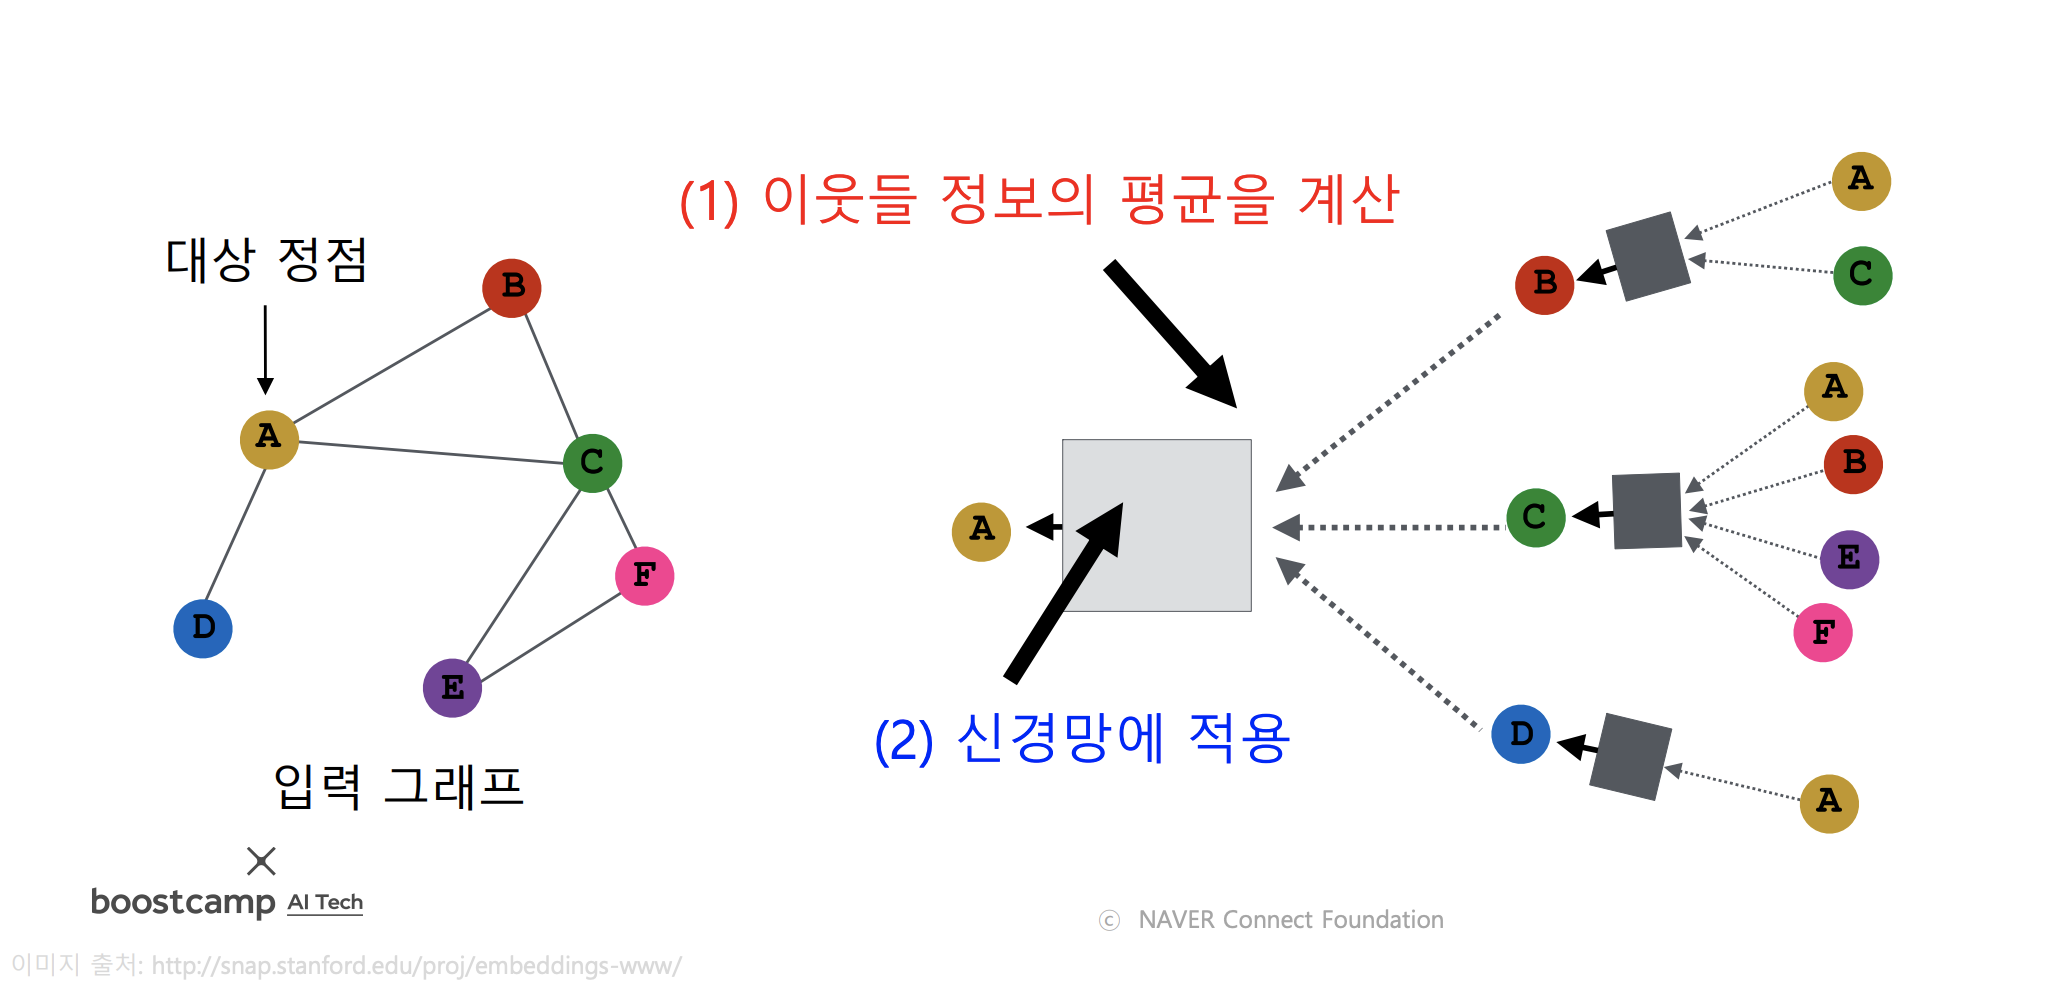 대상 정점
A
B
C
D
E
F
입력 그래프
(1) 이웃들 정보의 평균을 계산
(2) 신경망에 적용
A
B
C
D
A
C
A
B
E
F
A
boostcamp AI Tech
ⓒ NAVER Connect Foundation
이미지 출처: http://snap.stanford.edu/proj/embeddings-www/